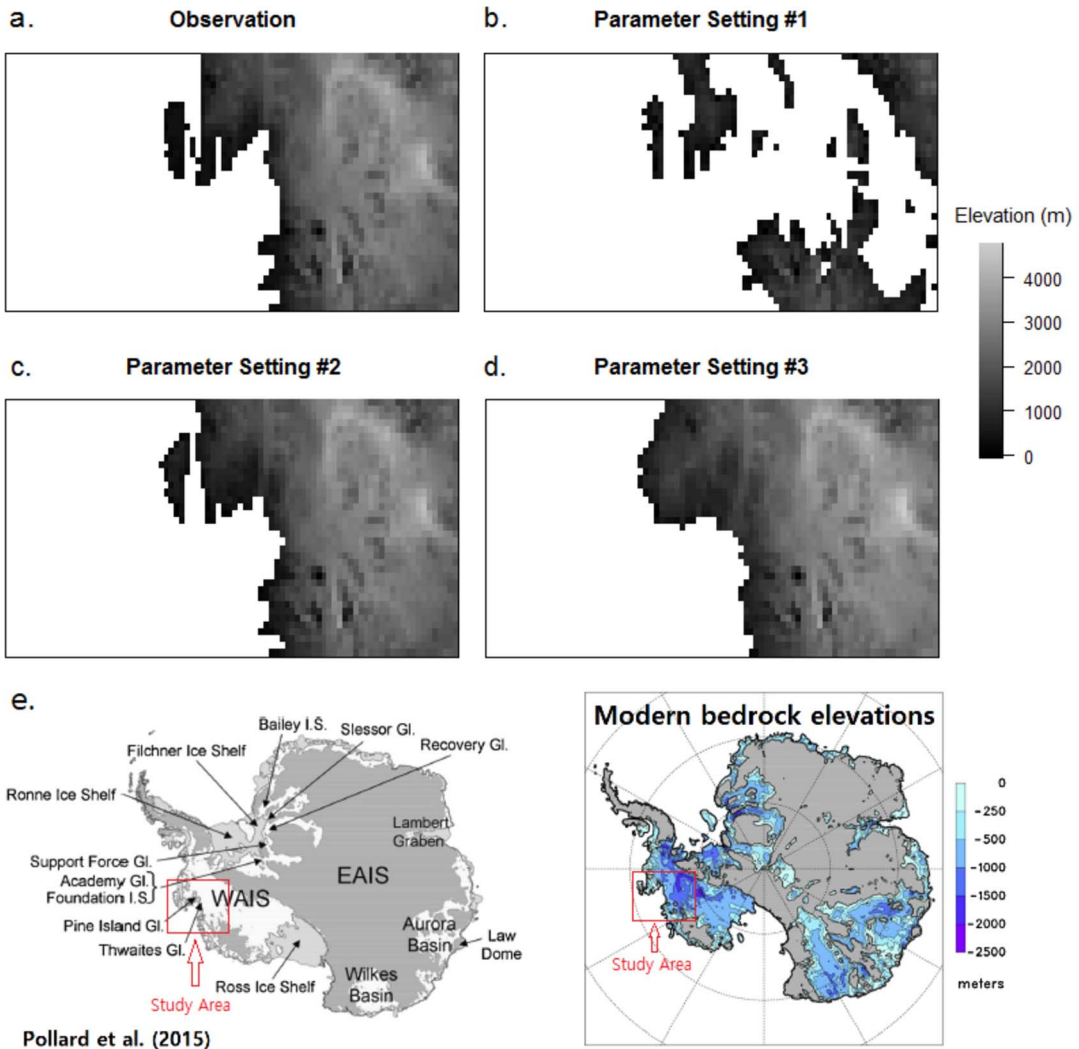 a.
Observation
b.
Parameter Setting #1
Elevation (m)
4000
3000
2000
1000
0
c.
Parameter Setting #2
d.
Parameter Setting #3
e.
Bailey I.S.
Slessor Gl.
Filchner Ice Shelf
Recovery Gl.
Ronne Ice Shelf
Lambert
Graben
Support Force Gl.
Academy Gl.
Foundation I.S
EAIS
WAIS
Pine Island Gl.
Thwaites Gl.
Aurora
Basin
Law
Dome
Ross Ice Shelf
Wilkes
Basin
Study Area
Pollard et al. (2015)
Modern bedrock elevations
0
-250
-500
-1000
-1500
-2000
-2500
meters
Study Area